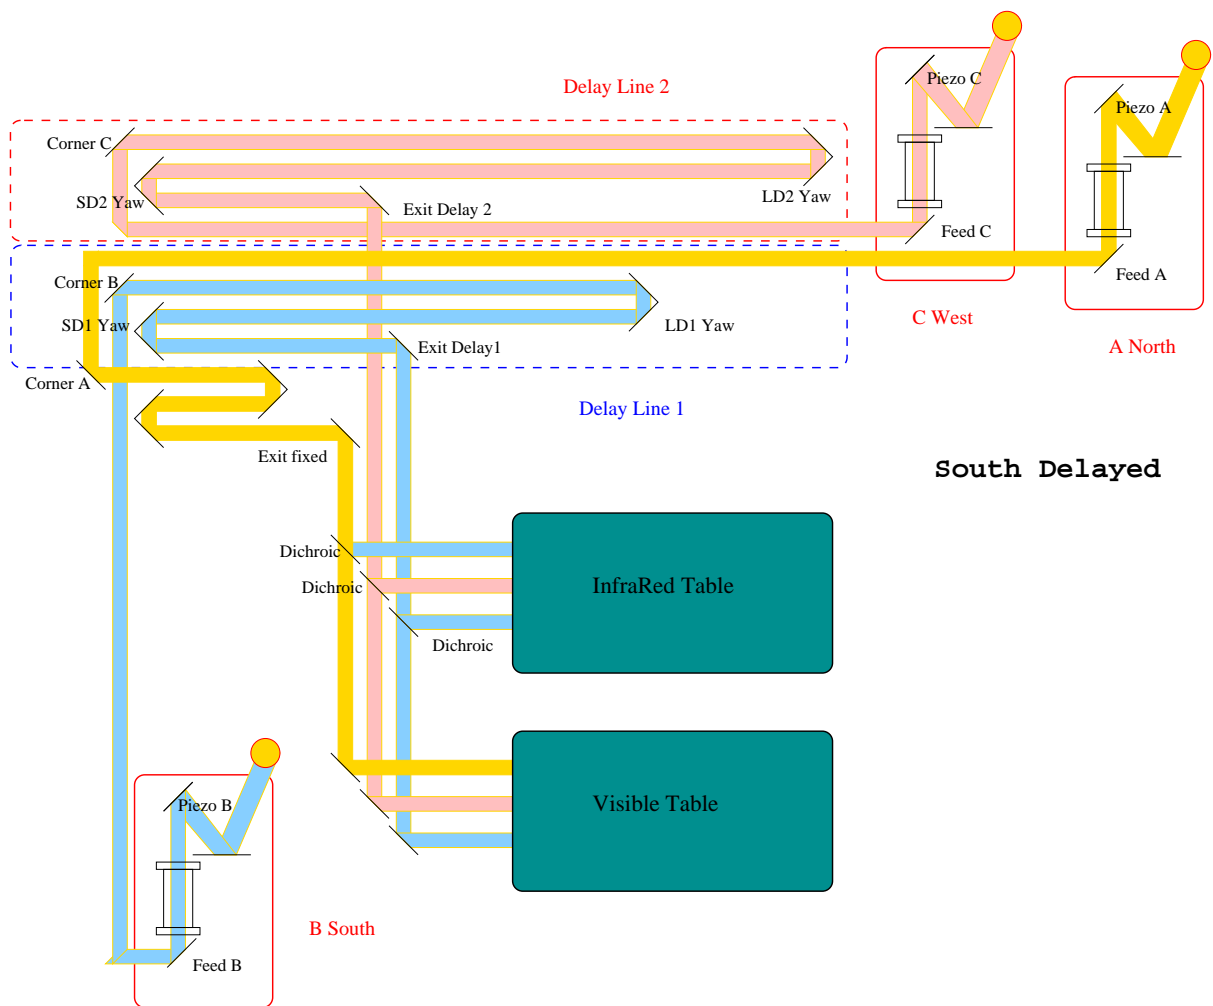 Piezo C
Delay Line 2
Piezo A
Corner C
LD2 Yaw
SD2 Yaw
Exit Delay 2
Feed C
Feed A
Corner B
C West
SD1 Yaw
LD1 Yaw
A North
Exit Delay1
Corner A
Delay Line 1
Exit fixed
South Delayed
Dichroic
Dichroic
InfraRed Table
Dichroic
Piezo B
Visible Table
B South
Feed B